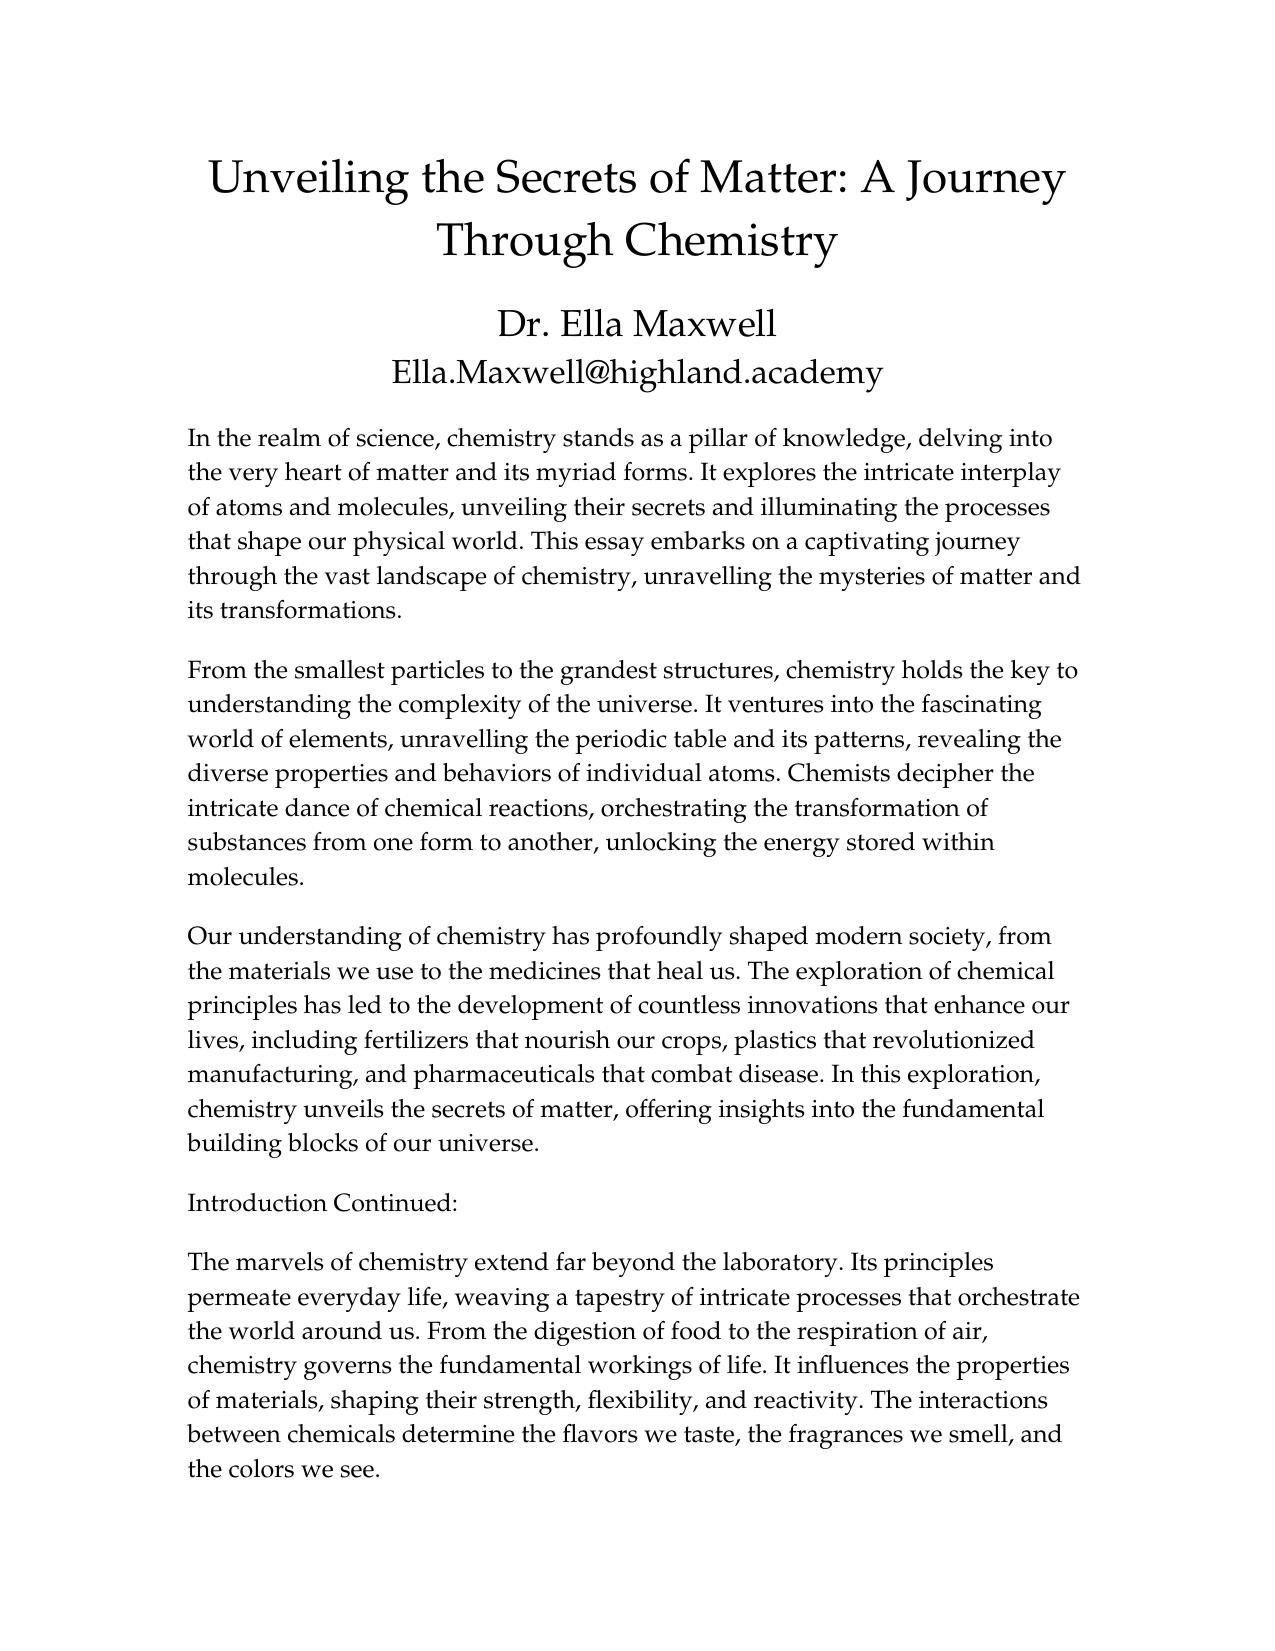 Unveiling the Secrets of Matter: A Journey
Through Chemistry
Dr. Ella Maxwell
Ella.Maxwell@highland.academy
In the realm of science, chemistry stands as a pillar of knowledge, delving into
the very heart of matter and its myriad forms. It explores the intricate interplay
of atoms and molecules, unveiling their secrets and illuminating the processes
that shape our physical world. This essay embarks on a captivating journey
through the vast landscape of chemistry, unravelling the mysteries of matter and
its transformations.
From the smallest particles to the grandest structures, chemistry holds the key to
understanding the complexity of the universe. It ventures into the fascinating
world of elements, unravelling the periodic table and its patterns, revealing the
diverse properties and behaviors of individual atoms. Chemists decipher the
intricate dance of chemical reactions, orchestrating the transformation of
substances from one form to another, unlocking the energy stored within
molecules.
Our understanding of chemistry has profoundly shaped modern society, from
the materials we use to the medicines that heal us. The exploration of chemical
principles has led to the development of countless innovations that enhance our
lives, including fertilizers that nourish our crops, plastics that revolutionized
manufacturing, and pharmaceuticals that combat disease. In this exploration,
chemistry unveils the secrets of matter, offering insights into the fundamental
building blocks of our universe.
Introduction Continued:
The marvels of chemistry extend far beyond the laboratory. Its principles
permeate everyday life, weaving a tapestry of intricate processes that orchestrate
the world around us. From the digestion of food to the respiration of air,
chemistry governs the fundamental workings of life. It influences the properties
of materials, shaping their strength, flexibility, and reactivity. The interactions
between chemicals determine the flavors we taste, the fragrances we smell, and
the colors we see.